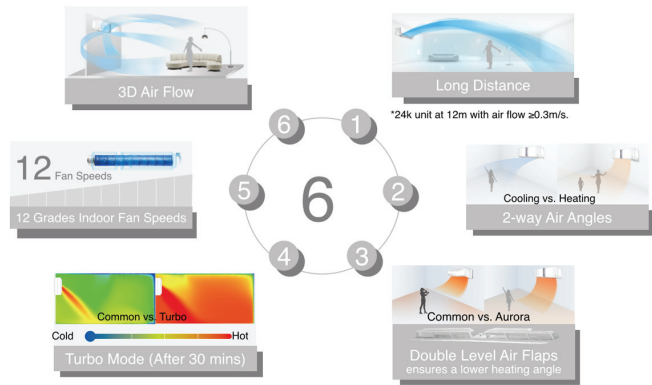 3D Air Flow
Long Distance
*24k unit at 12m with air flow ≥0.3m/s.
6
1
12 Fan Speeds
12 Grades Indoor Fan Speeds
5
6
2
Cooling vs. Heating
2-way Air Angles
4
3
Common vs. Turbo
Cold
Hot
Turbo Mode (After 30 mins)
Common vs. Aurora
Double Level Air Flaps
ensures a lower heating angle